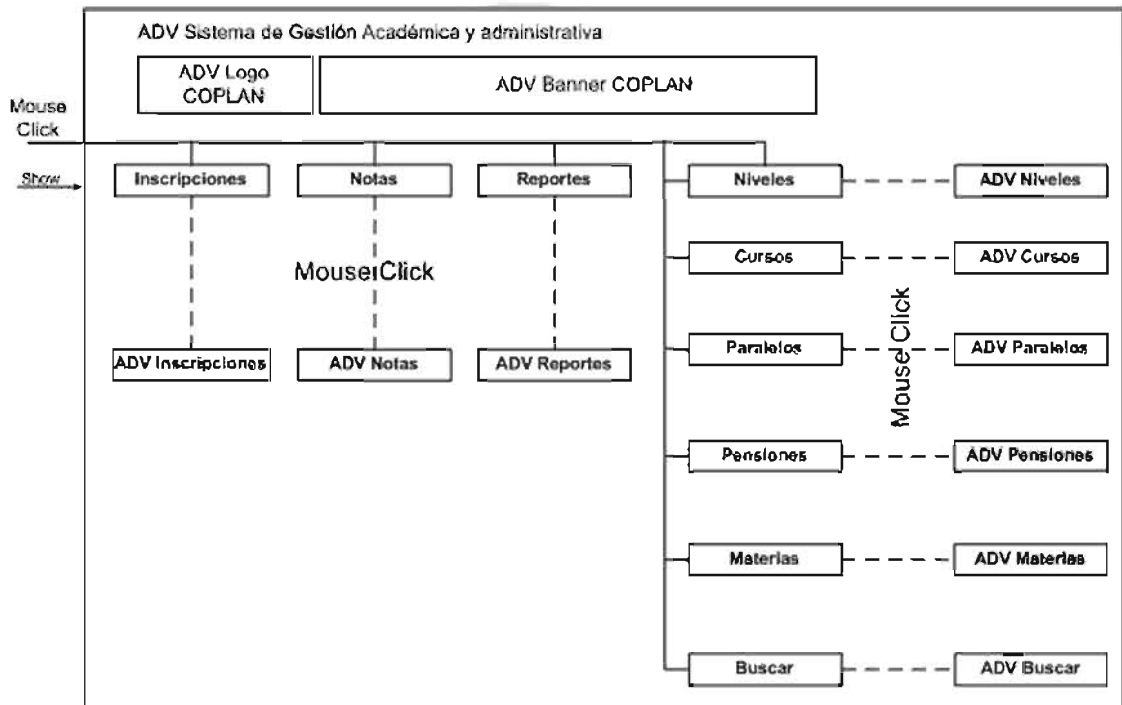 ADV Sistema de Gestión Académica y administrativa
ADV Logo
COPLAN
ADV Banner COPLAN
Mouse
Click
Show
Inscripciones
Notas
Reportes
Niveles
ADV Niveles
Cursos
ADV Cursos
Mouse Click
Mouse Click
Paralelos
ADV Paralelos
ADV Inscripciones
ADV Notas
ADV Reportes
Pensiones
ADV Pensiones
Materias
ADV Materias
Buscar
ADV Buscar